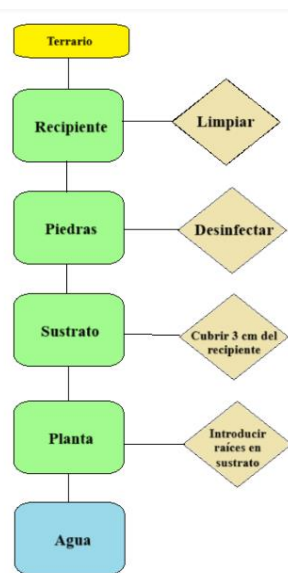 Terrario
Recipiente
Limpiar
Piedras
Desinfectar
Sustrato
Cubrir 3 cm del
recipiente
Planta
Introducir
raíces en
sustrato
Agua